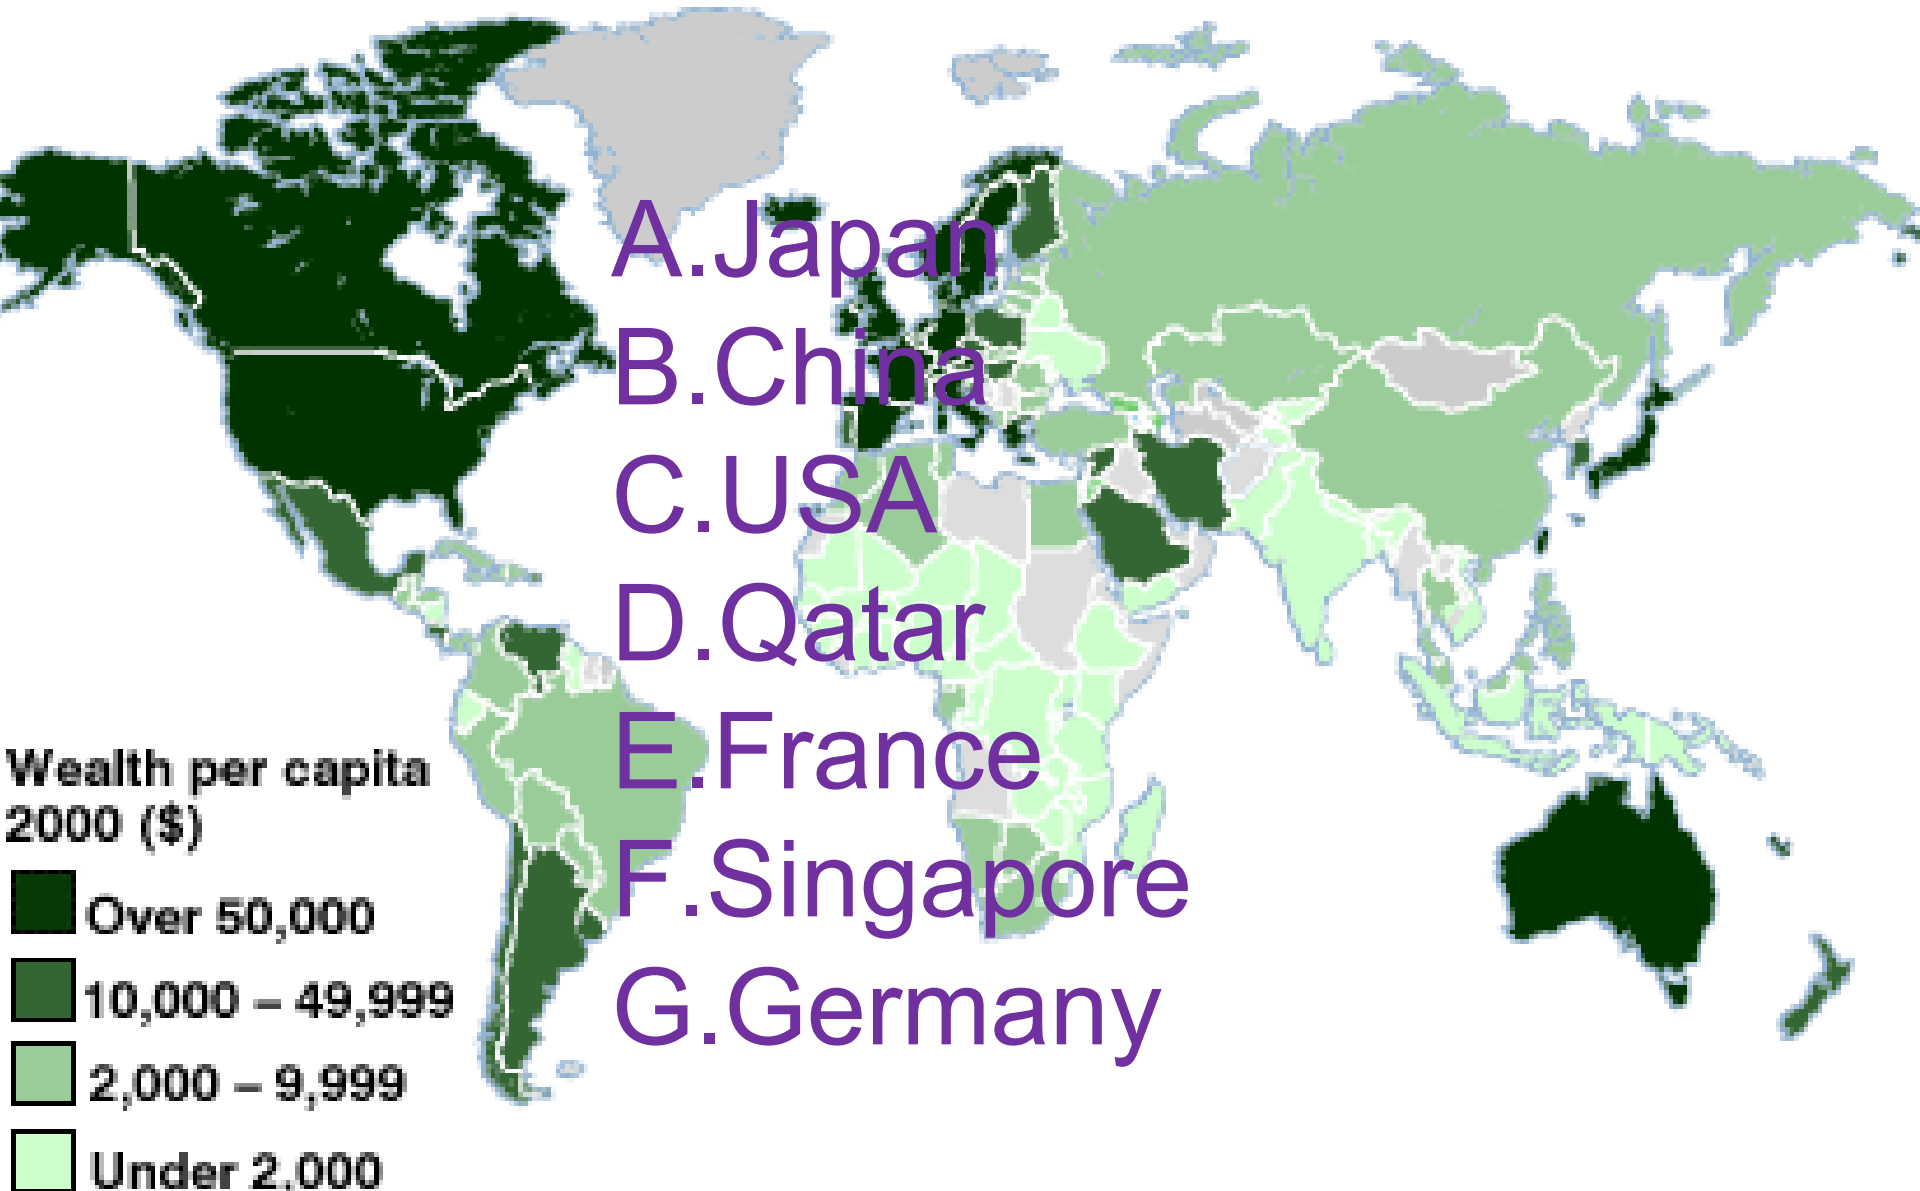 A.Japan
B.China
C.USA
D.Qatar
E.France
F.Singapore
G.Germany
Wealth per capita
2000 ($)
Over 50,000
10,000 – 49,999
2,000 – 9,999
Under 2,000